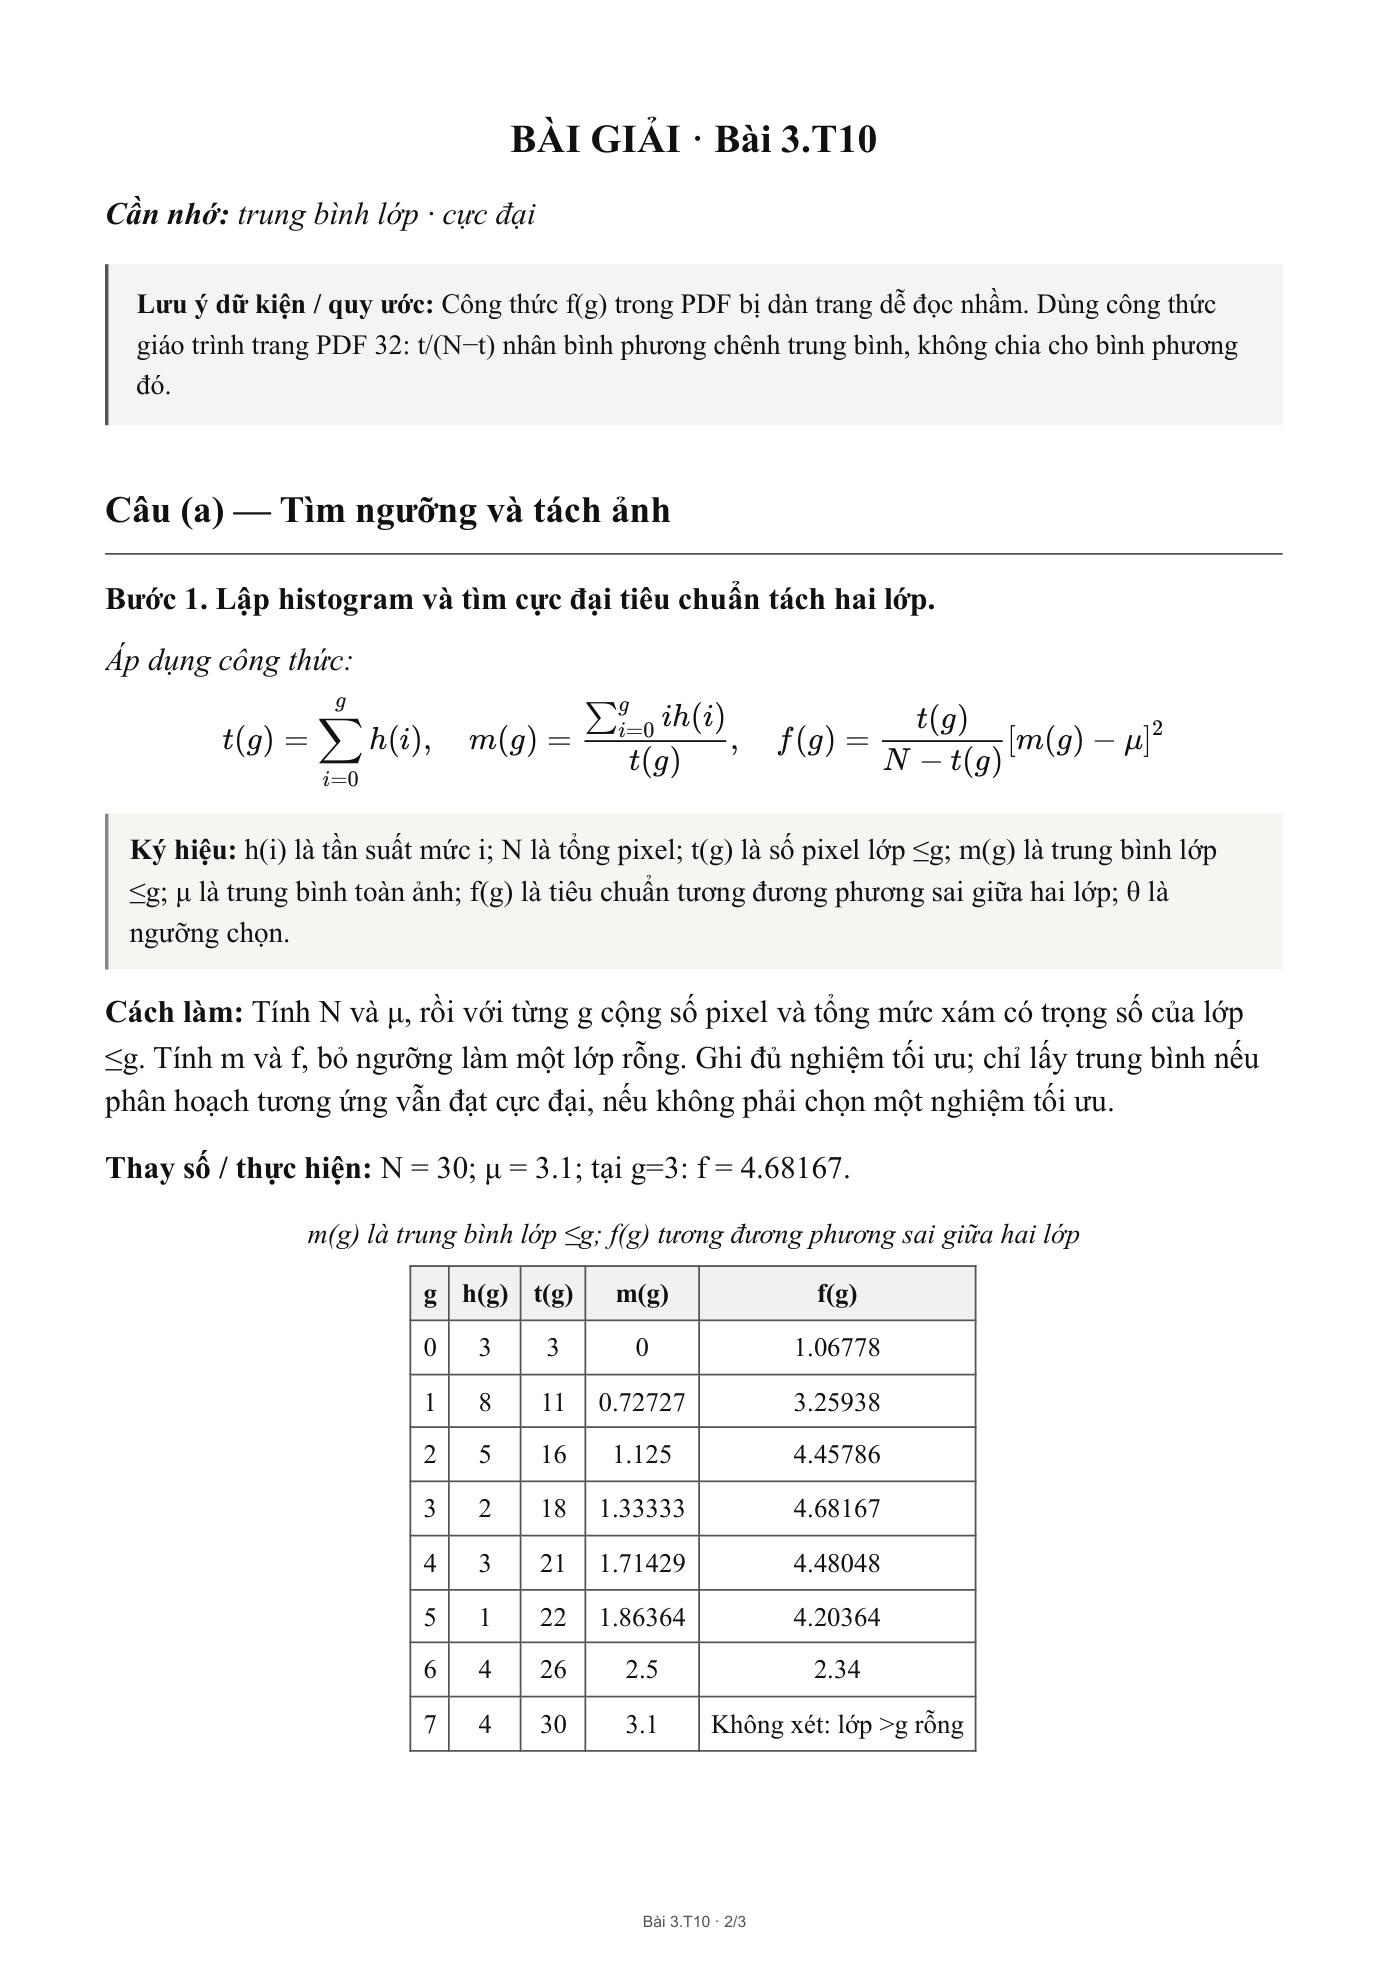 BÀI GIẢI · Bài 3.T10
Cần nhớ: trung bình lớp · cực đại
Lưu ý dữ kiện / quy ước: Công thức f(g) trong PDF bị dàn trang dễ đọc nhầm. Dùng công thức
giáo trình trang PDF 32: t/(N−t) nhân bình phương chênh trung bình, không chia cho bình phương
đó.
Câu (a) — Tìm ngưỡng và tách ảnh
Bước 1. Lập histogram và tìm cực đại tiêu chuẩn tách hai lớp.
Áp dụng công thức:
t(g) = ∑_{i=0}^{g} h(i), m(g) = \frac{∑_{i=0}^{g} ih(i)}{t(g)}, f(g) = \frac{t(g)}{N − t(g)}[m(g) − μ]²
Ký hiệu: h(i) là tần suất mức i; N là tổng pixel; t(g) là số pixel lớp ≤g; m(g) là trung bình lớp
≤g; μ là trung bình toàn ảnh; f(g) là tiêu chuẩn tương đương phương sai giữa hai lớp; θ là
ngưỡng chọn.
Cách làm: Tính N và μ, rồi với từng g cộng số pixel và tổng mức xám có trọng số của lớp
≤g. Tính m và f, bỏ ngưỡng làm một lớp rỗng. Ghi đủ nghiệm tối ưu; chỉ lấy trung bình nếu
phân hoạch tương ứng vẫn đạt cực đại, nếu không phải chọn một nghiệm tối ưu.
Thay số / thực hiện: N = 30; μ = 3.1; tại g=3: f = 4.68167.
m(g) là trung bình lớp ≤g; f(g) tương đương phương sai giữa hai lớp
g h(g) t(g) m(g) f(g)
0 3 3 0 1.06778
1 8 11 0.72727 3.25938
2 5 16 1.125 4.45786
3 2 18 1.33333 4.68167
4 3 21 1.71429 4.48048
5 1 22 1.86364 4.20364
6 4 26 2.5 2.34
7 4 30 3.1 Không xét: lớp >g rỗng
Bài 3.T10 · 2/3